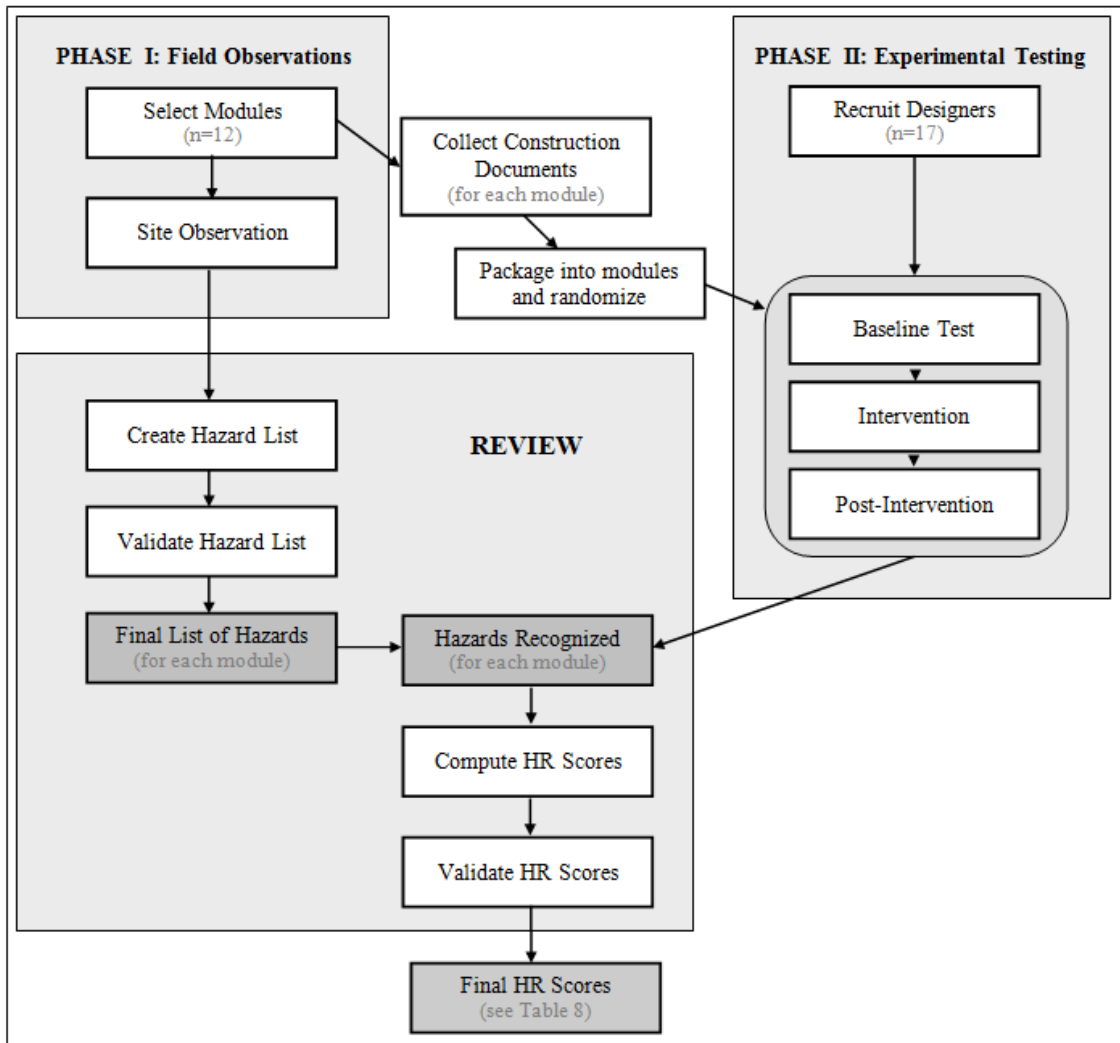 PHASE I: Field Observations
Select Modules
(n=12)
Site Observation
Collect Construction
Documents
(for each module)
Package into modules
and randomize
PHASE II: Experimental Testing
Recruit Designers
(n=17)
Baseline Test
Intervention
Post-Intervention
REVIEW
Create Hazard List
Validate Hazard List
Final List of Hazards
(for each module)
Hazards Recognized
(for each module)
Compute HR Scores
Validate HR Scores
Final HR Scores
(see Table 8)